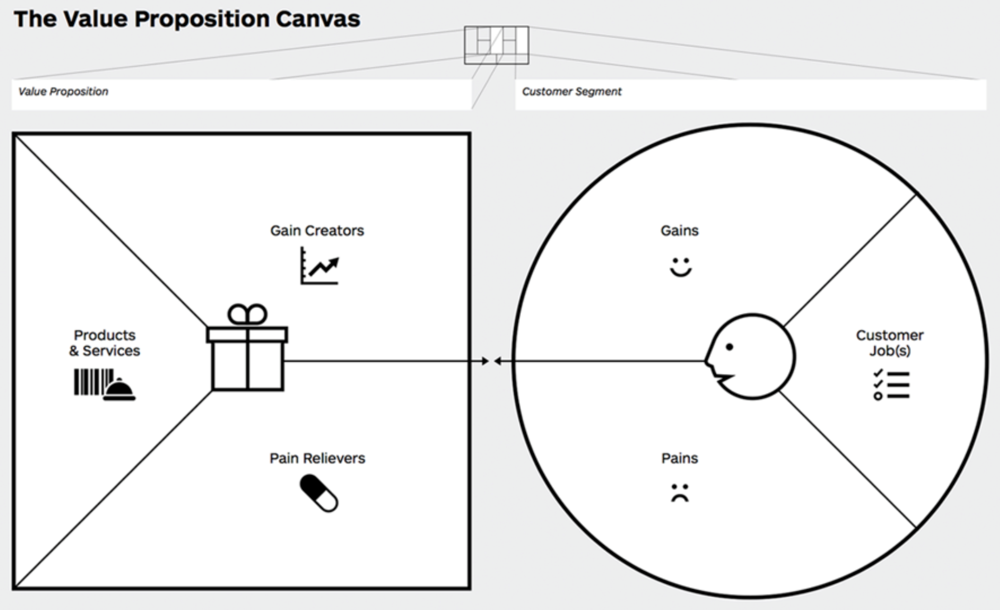 The Value Proposition Canvas
Value Proposition
Customer Segment
Gain Creators
Gains
Products
& Services
Customer
Job(s)
Pain Relievers
Pains